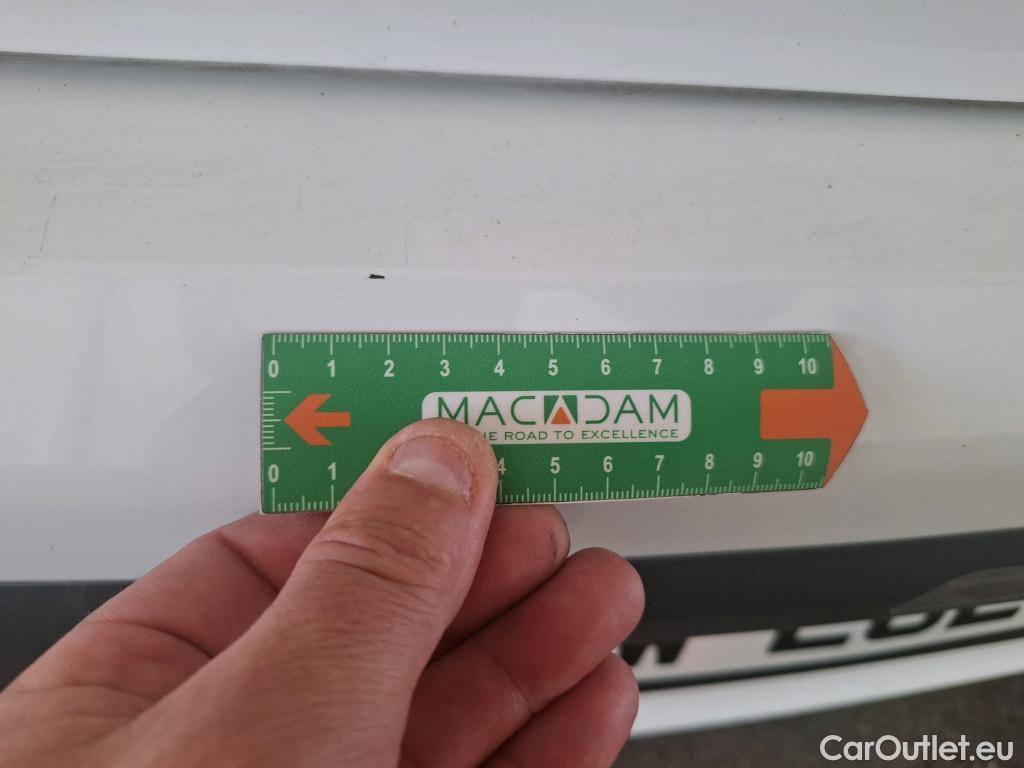 0 1 2 3 4 5 6 7 8 9 10
MACADAM
THE ROAD TO EXCELLENCE
0 1 4 5 6 7 8 9 10
CarOutlet.eu